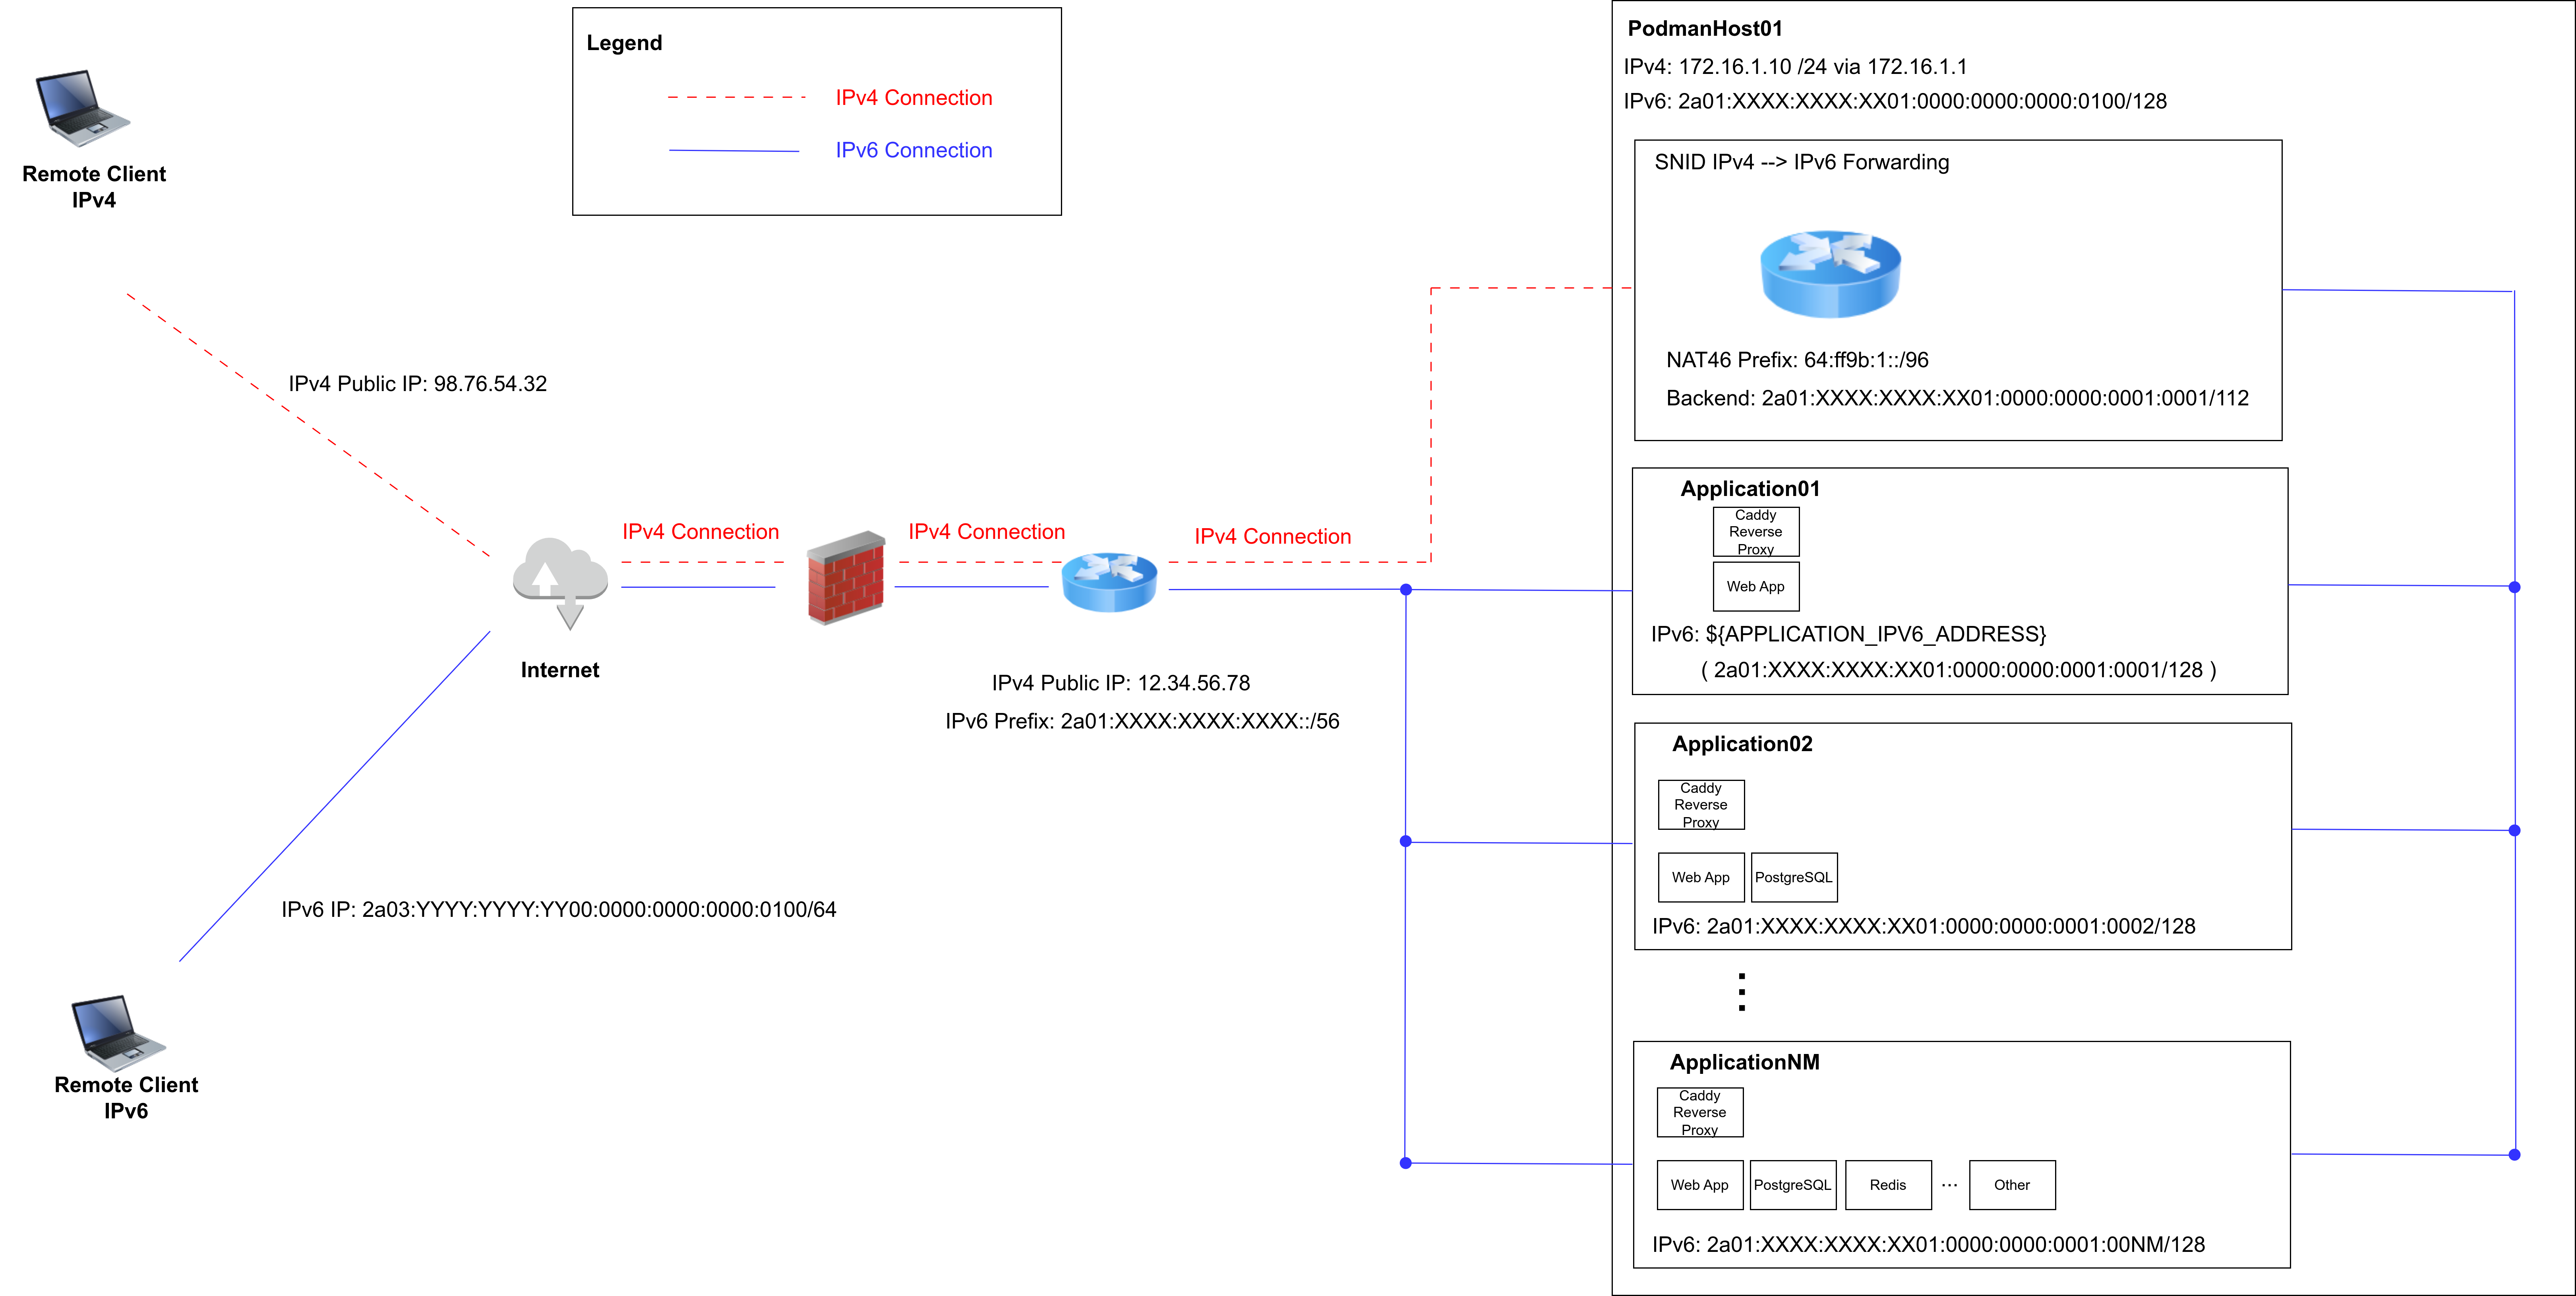 Legend
IPv4 Connection
IPv6 Connection
Remote Client
IPv4
IPv4 Public IP: 98.76.54.32
IPv4 Connection
IPv4 Connection
IPv4 Connection
Internet
IPv4 Public IP: 12.34.56.78
IPv6 Prefix: 2a01:XXXX:XXXX:XXXX::/56
IPv6 IP: 2a03:YYYY:YYYY:YY00:0000:0000:0000:0100/64
Remote Client
IPv6
PodmanHost01
IPv4: 172.16.1.10 /24 via 172.16.1.1
IPv6: 2a01:XXXX:XXXX:XX01:0000:0000:0000:0100/128
SNID IPv4 --> IPv6 Forwarding
NAT46 Prefix: 64:ff9b:1::/96
Backend: 2a01:XXXX:XXXX:XX01:0000:0000:0001:0001/112
Application01
Caddy
Reverse
Proxy
Web App
IPv6: ${APPLICATION_IPV6_ADDRESS}
( 2a01:XXXX:XXXX:XX01:0000:0000:0001:0001/128 )
Application02
Caddy
Reverse
Proxy
Web App PostgreSQL
IPv6: 2a01:XXXX:XXXX:XX01:0000:0000:0001:0002/128
ApplicationNM
Caddy
Reverse
Proxy
Web App PostgreSQL Redis ... Other
IPv6: 2a01:XXXX:XXXX:XX01:0000:0000:0001:00NM/128